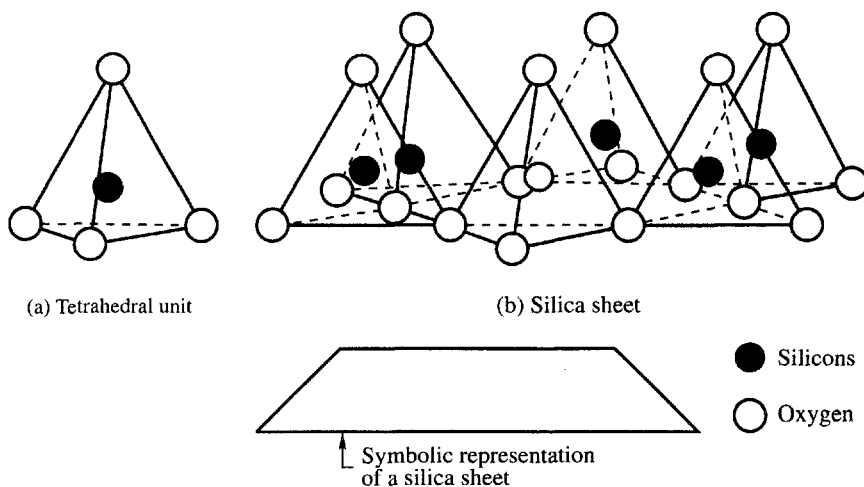 (a) Tetrahedral unit
(b) Silica sheet
Silicons
Oxygen
Symbolic representation
of a silica sheet